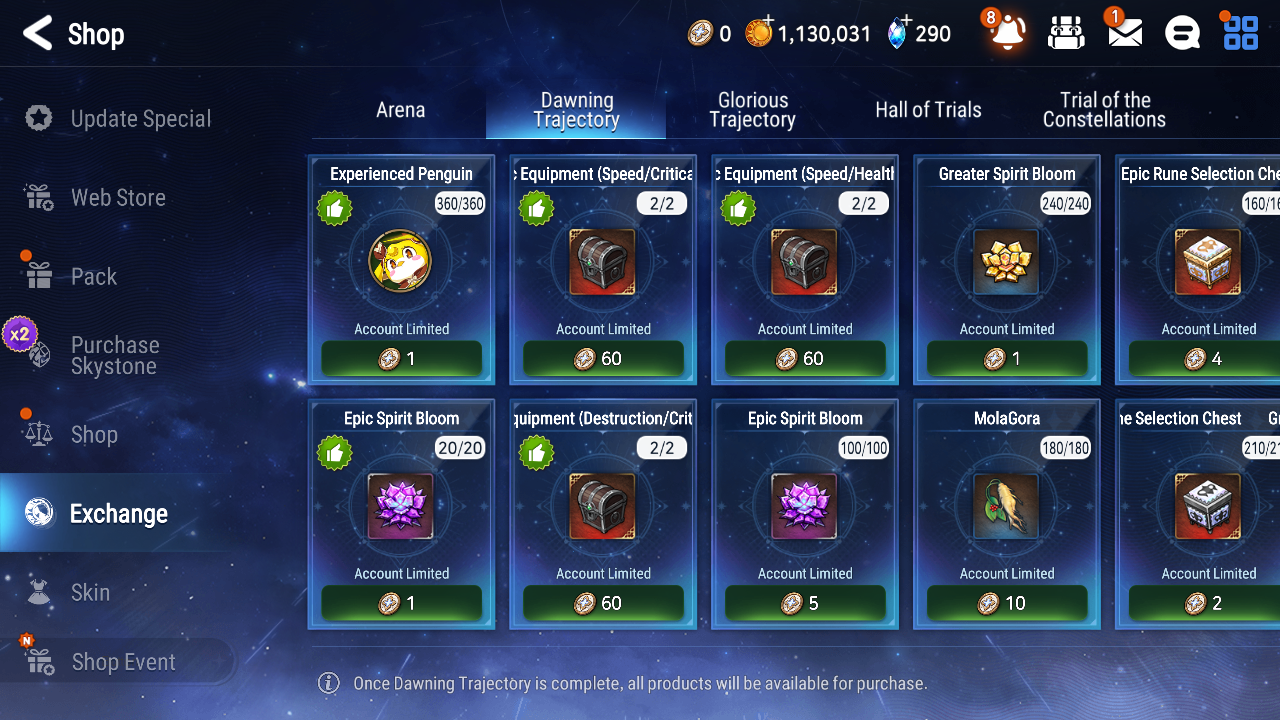 Shop
0
1,130,031
290
8
1
Update Special
Web Store
Pack
x2
Purchase
Skystone
Shop
Exchange
Skin
N
Shop Event
Arena
Dawning
Trajectory
Glorious
Trajectory
Hall of Trials
Trial of the
Constellations
Experienced Penguin
360/360
Account Limited
1
Equipment (Speed/Critica
2/2
Account Limited
60
Equipment (Speed/Health
2/2
Account Limited
60
Greater Spirit Bloom
240/240
Account Limited
1
Epic Rune Selection Che
160/16
Account Limited
4
Epic Spirit Bloom
20/20
Account Limited
1
quipment (Destruction/Crit
2/2
Account Limited
60
Epic Spirit Bloom
100/100
Account Limited
5
MolaGora
180/180
Account Limited
10
ne Selection Chest
210/21
Account Limited
2
Once Dawning Trajectory is complete, all products will be available for purchase.